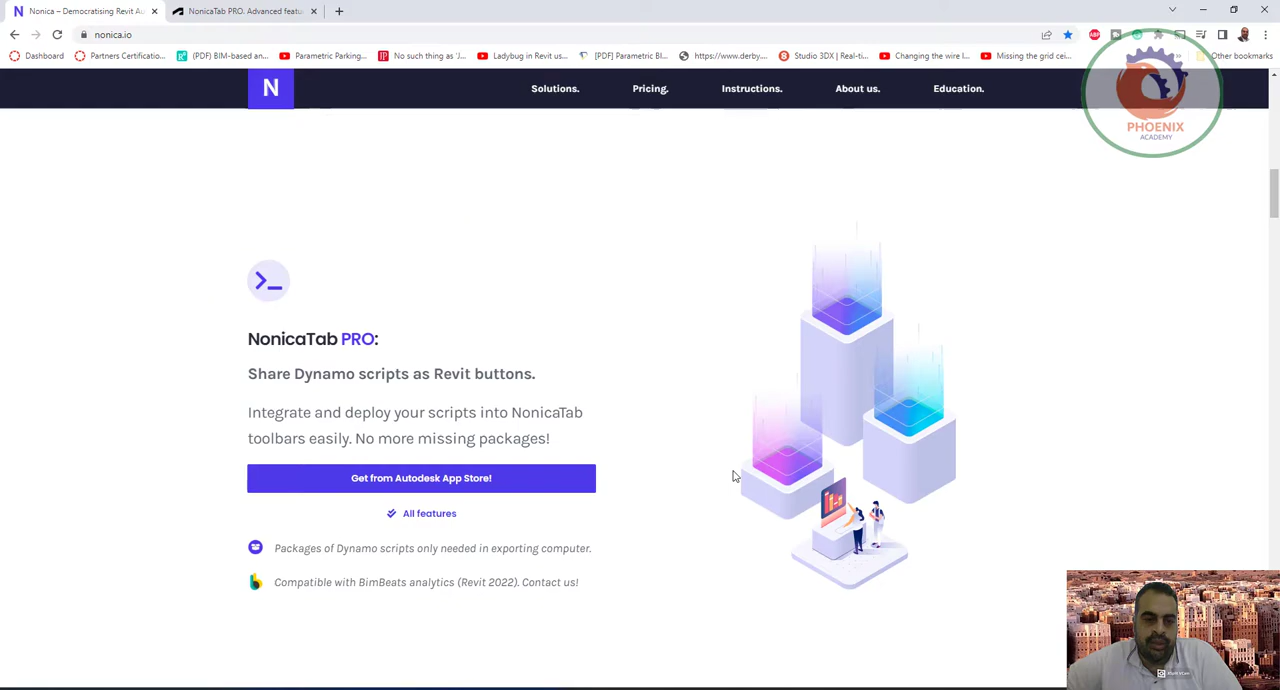 Nonica – Democratising Revit Au
NonicaTab PRO. Advanced featu
nonica.io
Dashboard
Partners Certificatio...
(PDF) BIM-based an...
Parametric Parking...
No such thing as 'J...
Ladybug in Revit us...
[PDF] Parametric Bl...
https://www.derby...
Studio 3DX | Real-ti...
Changing the wire l...
Missing the grid cei...
Other bookmarks
N
Solutions.
Pricing.
Instructions.
About us.
Education.
PHOENIX
ACADEMY
NonicaTab PRO:
Share Dynamo scripts as Revit buttons.
Integrate and deploy your scripts into NonicaTab
toolbars easily. No more missing packages!
Get from Autodesk App Store!
All features
Packages of Dynamo scripts only needed in exporting computer.
Compatible with BimBeats analytics (Revit 2022). Contact us!